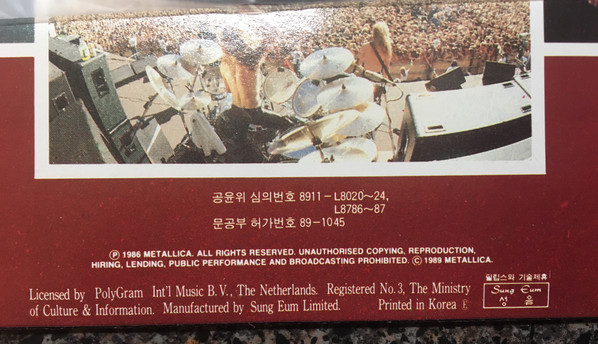 공윤위 심의번호 8911-L8020~24,
L8786~87
문공부 허가번호 89-1045
Ⓟ 1986 METALLICA. ALL RIGHTS RESERVED. UNAUTHORISED COPYING, REPRODUCTION,
HIRING, LENDING, PUBLIC PERFORMANCE AND BROADCASTING PROHIBITED. Ⓒ 1989 METALLICA.
필립스와 기술제휴
Licensed by PolyGram Int'l Music B.V., The Netherlands. Registered No.3, The Ministry
Sung Eum
of Culture & Information. Manufactured by Sung Eum Limited. Printed in Korea
성음